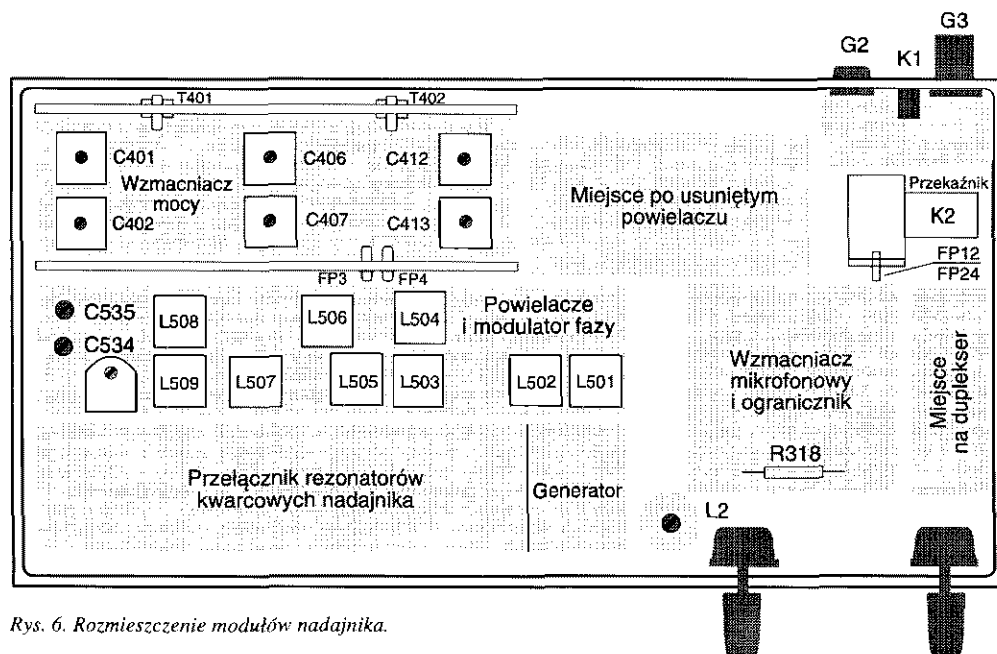 G3
G2
K1
T401
T402
C401
C406
C412
Wzmacniacz
mocy
C402
C407
C413
Miejsce po usuniętym
powielaczu
Przekaźnik
K2
FP12
FP24
FP3
FP4
C535
C534
L508
L506
L504
Powielacze
i modulator fazy
L509
L507
L505
L503
L502
L501
Wzmacniacz
mikrofonowy
i ogranicznik
Miejsce
na duplekser
R318
Przełącznik rezonatorów
kwarcowych nadajnika
Generator
L2
Rys. 6. Rozmieszczenie modułów nadajnika.